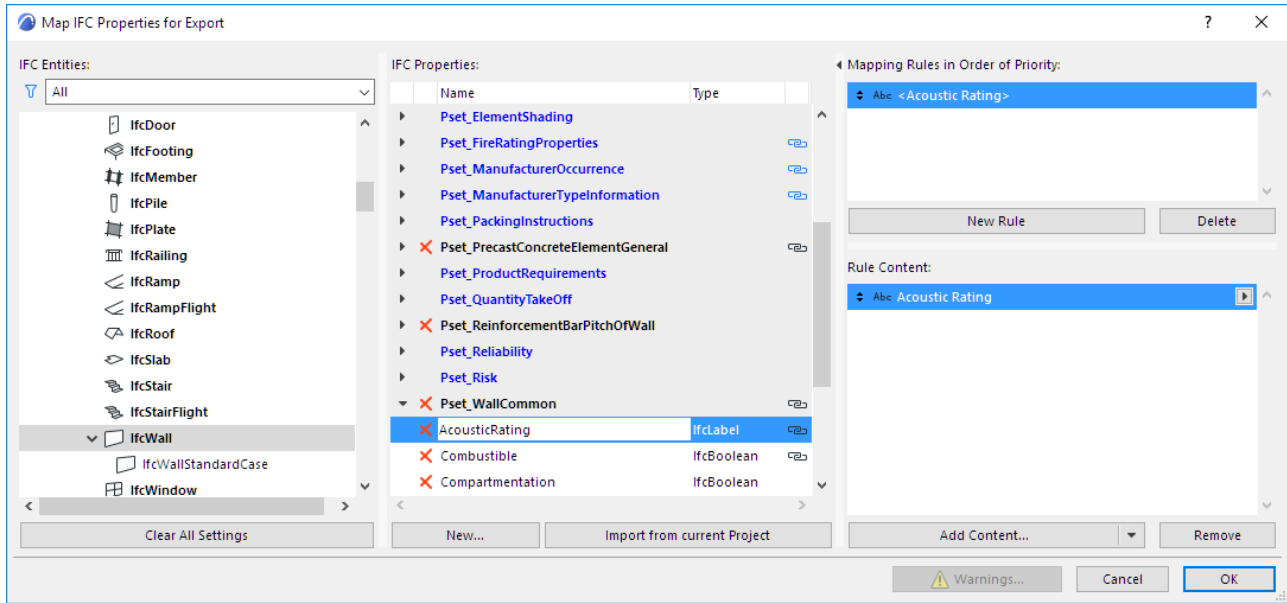 Map IFC Properties for Export
?
IFC Entities:
All
IfcDoor
IfcFooting
IfcMember
IfcPile
IfcPlate
IfcRailing
IfcRamp
IfcRampFlight
IfcRoof
IfcSlab
IfcStair
IfcStairFlight
IfcWall
IfcWallStandardCase
IfcWindow
Clear All Settings
IFC Properties:
Name Type
Pset_ElementShading
Pset_FireRatingProperties
Pset_ManufacturerOccurrence
Pset_ManufacturerTypeInformation
Pset_PackingInstructions
Pset_PrecastConcreteElementGeneral
Pset_ProductRequirements
Pset_QuantityTakeOff
Pset_ReinforcementBarPitchOfWall
Pset_Reliability
Pset_Risk
Pset_WallCommon
AcousticRating IfcLabel
Combustible IfcBoolean
Compartmentation IfcBoolean
New... Import from current Project
Mapping Rules in Order of Priority:
Abc <Acoustic Rating>
New Rule Delete
Rule Content:
Abc Acoustic Rating
Add Content... Remove
Warnings... Cancel OK